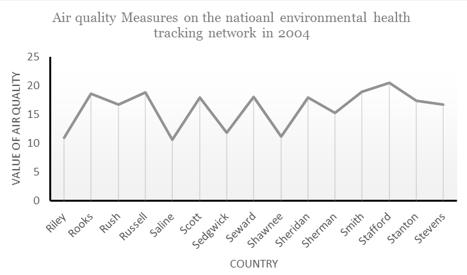 Air quality Measures on the natioanl environmental health
tracking network in 2004
25
20
15
10
5
0
VALUE OF AIR QUALITY
Riley
Rooks
Rush
Russell
Saline
Scott
Sedgwick
Seward
Shawnee
Sheridan
Sherman
Smith
Stafford
Stanton
Stevens
COUNTRY